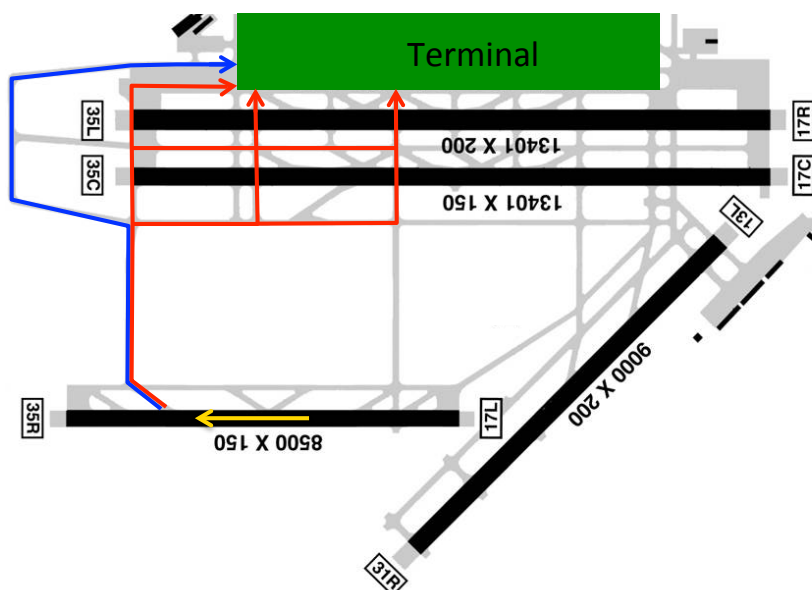 Terminal
35L
17R
13401 X 200
35C
17C
13401 X 150
13L
9000 X 200
35R
17L
8500 X 150
31R